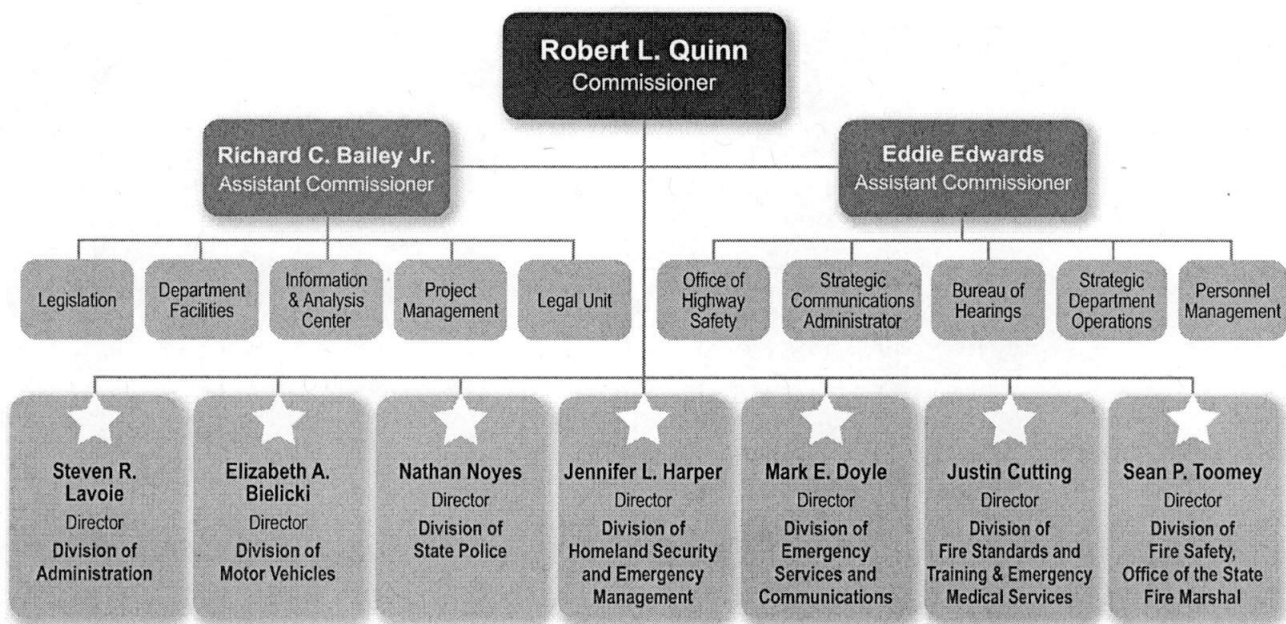 Robert L. Quinn
Commissioner
Richard C. Bailey Jr.
Assistant Commissioner
Eddie Edwards
Assistant Commissioner
Legislation
Department
Facilities
Information
& Analysis
Center
Project
Management
Legal Unit
Office of
Highway
Safety
Strategic
Communications
Administrator
Bureau of
Hearings
Strategic
Department
Operations
Personnel
Management
Steven R.
Lavoie
Director
Division of
Administration
Elizabeth A.
Bielicki
Director
Division of
Motor Vehicles
Nathan Noyes
Director
Division of
State Police
Jennifer L. Harper
Director
Division of
Homeland Security
and Emergency
Management
Mark E. Doyle
Director
Division of
Emergency
Services and
Communications
Justin Cutting
Director
Division of
Fire Standards and
Training & Emergency
Medical Services
Sean P. Toomey
Director
Division of
Fire Safety,
Office of the State
Fire Marshal